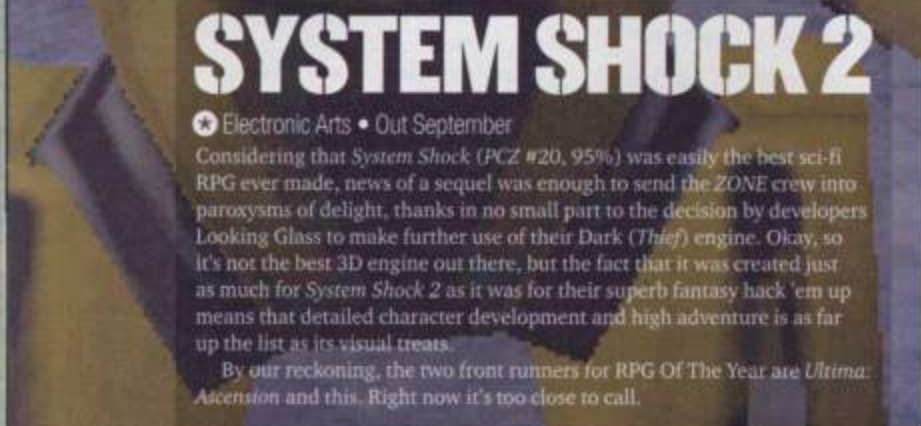 SYSTEM SHOCK 2
Electronic Arts • Out September
Considering that System Shock (PCZ #20, 95%) was easily the best sci-fi
RPG ever made, news of a sequel was enough to send the ZONE crew into
paroxysms of delight, thanks in no small part to the decision by developers
Looking Glass to make further use of their Dark (Thief) engine. Okay, so
it's not the best 3D engine out there, but the fact that it was created just
as much for System Shock 2 as it was for their superb fantasy hack 'em up
means that detailed character development and high adventure is as far
up the list as its visual treats.
By our reckoning, the two front runners for RPG Of The Year are Ultima:
Ascension and this. Right now it's too close to call.